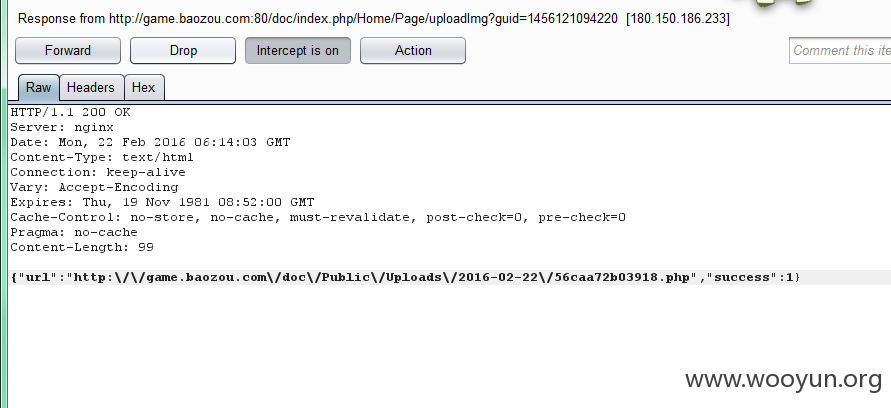 Response from http://game.baozou.com:80/doc/index.php/Home/Page/uploadImg?guid=1456121094220 [180.150.186.233]
Forward Drop Intercept is on Action Comment this ite
Raw Headers Hex
HTTP/1.1 200 OK
Server: nginx
Date: Mon, 22 Feb 2016 06:14:03 GMT
Content-Type: text/html
Connection: keep-alive
Vary: Accept-Encoding
Expires: Thu, 19 Nov 1981 08:52:00 GMT
Cache-Control: no-store, no-cache, must-revalidate, post-check=0, pre-check=0
Pragma: no-cache
Content-Length: 99
{"url":"http:\/\/game.baozou.com\/doc\/Public\/Uploads\/2016-02-22\/56caa72b03918.php","success":1}
www.wooyun.org